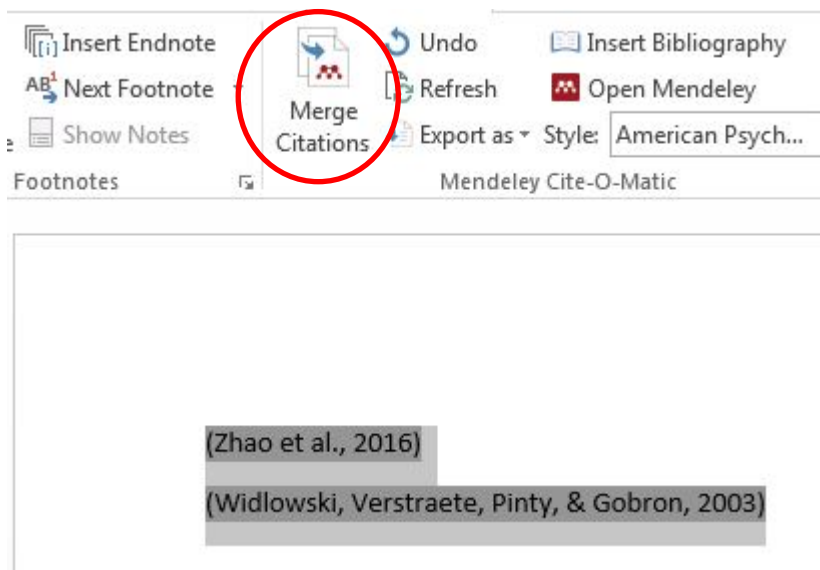 Insert Endnote
Undo
Insert Bibliography
AB¹ Next Footnote
Refresh
Open Mendeley
Merge
Citations
Show Notes
Export as
Style: American Psych...
Footnotes
Mendeley Cite-O-Matic
(Zhao et al., 2016)
(Widlowski, Verstraete, Pinty, & Gobron, 2003)